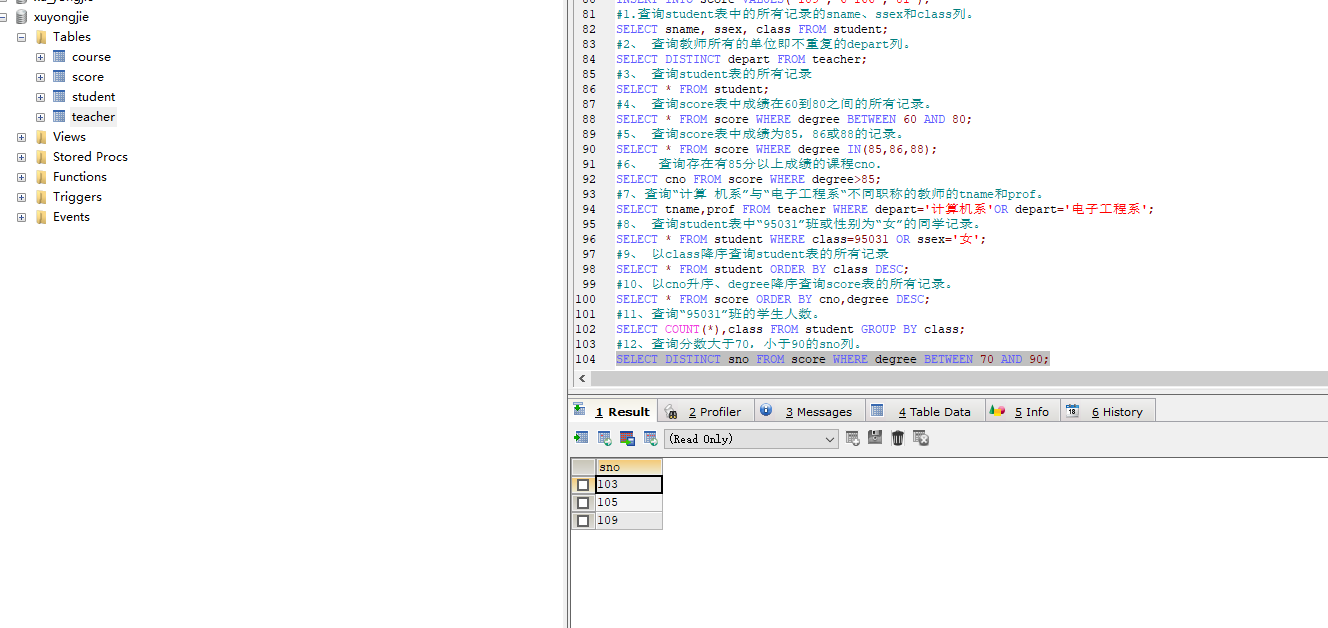 xuyongjie
Tables
course
score
student
teacher
Views
Stored Procs
Functions
Triggers
Events
81 #1.查询student表中的所有记录的sname、ssex和class列。
82 SELECT sname, ssex, class FROM student;
83 #2、 查询教师所有的单位即不重复的depart列。
84 SELECT DISTINCT depart FROM teacher;
85 #3、 查询student表的所有记录
86 SELECT * FROM student;
87 #4、 查询score表中成绩在60到80之间的所有记录。
88 SELECT * FROM score WHERE degree BETWEEN 60 AND 80;
89 #5、 查询score表中成绩为85，86或88的记录。
90 SELECT * FROM score WHERE degree IN(85,86,88);
91 #6、  查询存在有85分以上成绩的课程cno.
92 SELECT cno FROM score WHERE degree>85;
93 #7、查询“计算 机系”与“电子工程系“不同职称的教师的tname和prof。
94 SELECT tname,prof FROM teacher WHERE depart='计算机系'OR depart='电子工程系';
95 #8、 查询student表中“95031”班或性别为“女”的同学记录。
96 SELECT * FROM student WHERE class=95031 OR ssex='女';
97 #9、 以class降序查询student表的所有记录
98 SELECT * FROM student ORDER BY class DESC;
99 #10、以cno升序、degree降序查询score表的所有记录。
100 SELECT * FROM score ORDER BY cno,degree DESC;
101 #11、查询“95031”班的学生人数。
102 SELECT COUNT(*),class FROM student GROUP BY class;
103 #12、查询分数大于70，小于90的sno列。
104 SELECT DISTINCT sno FROM score WHERE degree BETWEEN 70 AND 90;
1 Result 2 Profiler 3 Messages 4 Table Data 5 Info 6 History
(Read Only)
sno
103
105
109